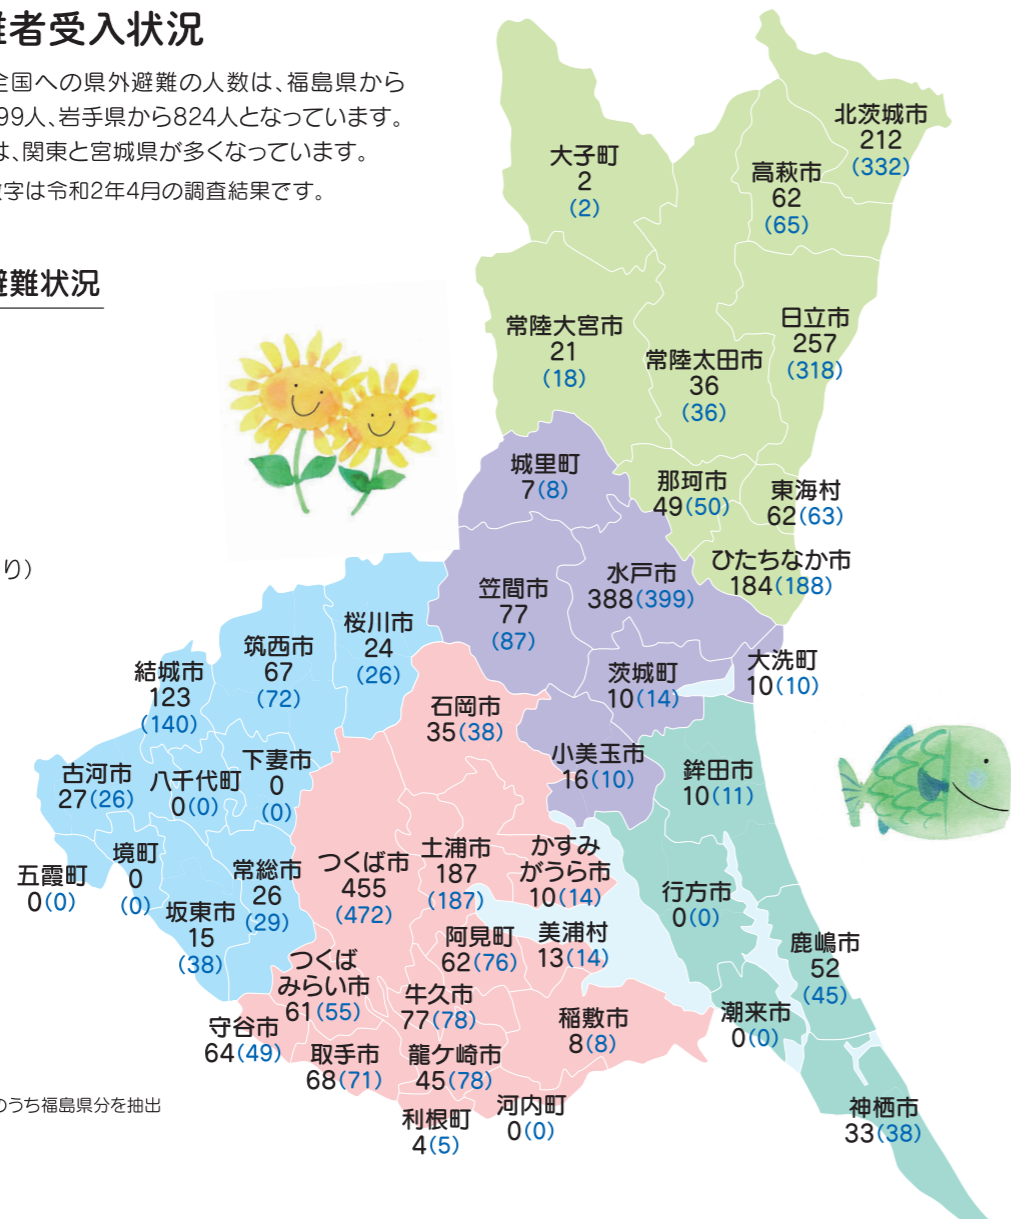 難者受入状況
全国への県外避難の人数は、福島県から
99人、岩手県から824人となっています。
は、関東と宮城県が多くなっています。
数字は令和2年4月の調査結果です。
避難状況
り)
のうち福島県分を抽出
北茨城市
212
(332)
大子町
2
(2)
高萩市
62
(65)
日立市
257
(318)
常陸大宮市
21
(18)
常陸太田市
36
(36)
城里町
7(8)
那珂市
49(50)
東海村
62(63)
ひたちなか市
184(188)
水戸市
388(399)
笠間市
77
(87)
桜川市
24
(26)
筑西市
67
(72)
結城市
123
(140)
茨城町
10(14)
大洗町
10(10)
石岡市
35(38)
小美玉市
16(10)
鉾田市
10(11)
下妻市
0
(0)
古河市
27(26)
八千代町
0(0)
五霞町
0(0)
境町
0
(0)
常総市
26
(29)
坂東市
15
(38)
つくば市
455
(472)
土浦市
187
(187)
かすみ
がうら市
10(14)
行方市
0(0)
阿見町
62(76)
美浦村
13(14)
鹿嶋市
52
(45)
つくば
みらい市
61(55)
牛久市
77(78)
稲敷市
8(8)
潮来市
0(0)
守谷市
64(49)
取手市
68(71)
龍ケ崎市
45(78)
利根町
4(5)
河内町
0(0)
神栖市
33(38)